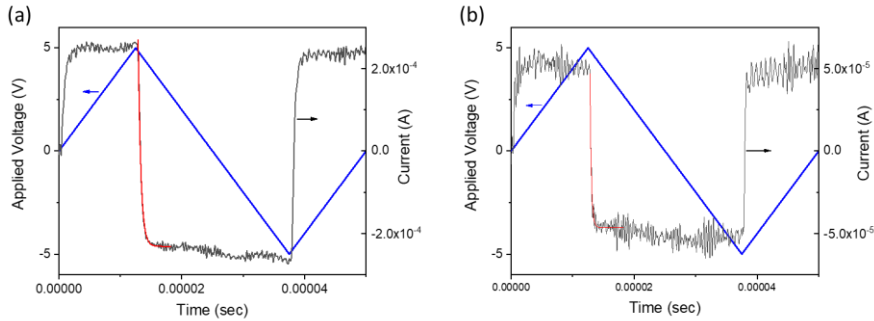 (a)
Applied Voltage (V)
5
0
-5
0.00000
0.00002
0.00004
Time (sec)
2.0x10⁻⁴
0.0
-2.0x10⁻⁴
Current (A)
(b)
Applied Voltage (V)
5
0
-5
0.00000
0.00002
0.00004
Time (sec)
5.0x10⁻⁵
0.0
-5.0x10⁻⁵
Current (A)